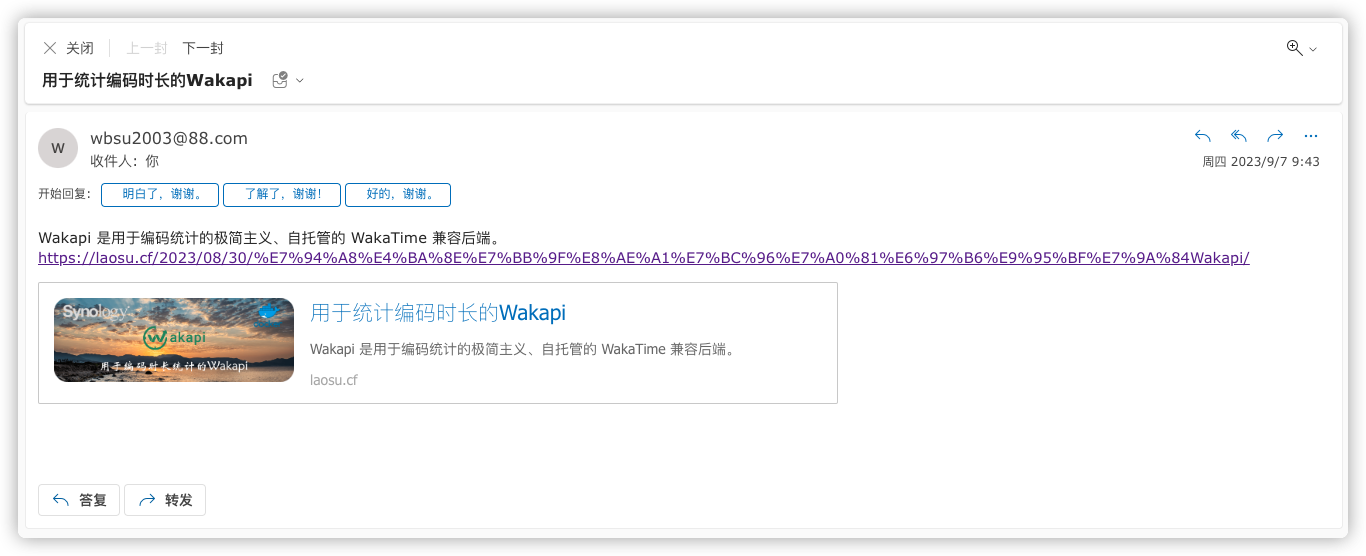 关闭 上一封 下一封
用于统计编码时长的Wakapi
W
wbsu2003@88.com
收件人：你
周四 2023/9/7 9:43
开始回复： 明白了，谢谢。 了解了，谢谢！ 好的，谢谢。
Wakapi 是用于编码统计的极简主义、自托管的 WakaTime 兼容后端。
https://laosu.cf/2023/08/30/%E7%94%A8%E4%BA%8E%E7%BB%9F%E8%AE%A1%E7%BC%96%E7%A0%81%E6%97%B6%E9%95%BF%E7%9A%84Wakapi/
Synology
Wakapi
用于编码时长统计的Wakapi
用于统计编码时长的Wakapi
Wakapi 是用于编码统计的极简主义、自托管的 WakaTime 兼容后端。
laosu.cf
答复 转发